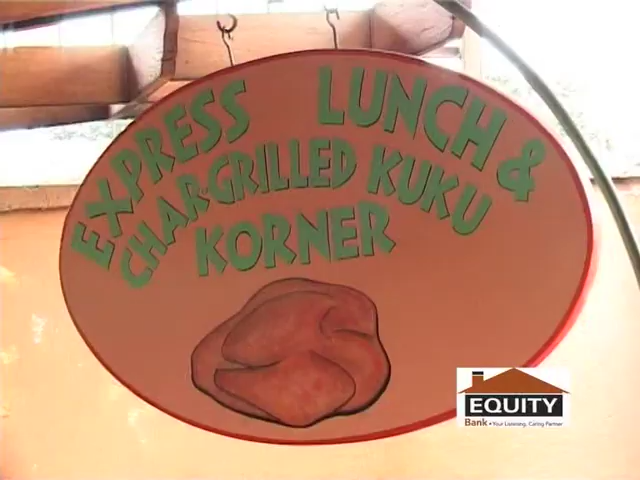 EXPRESS LUNCH &
CHAR-GRILLED KUKU
KORNER
EQUITY
Bank • Your Listening, Caring Partner